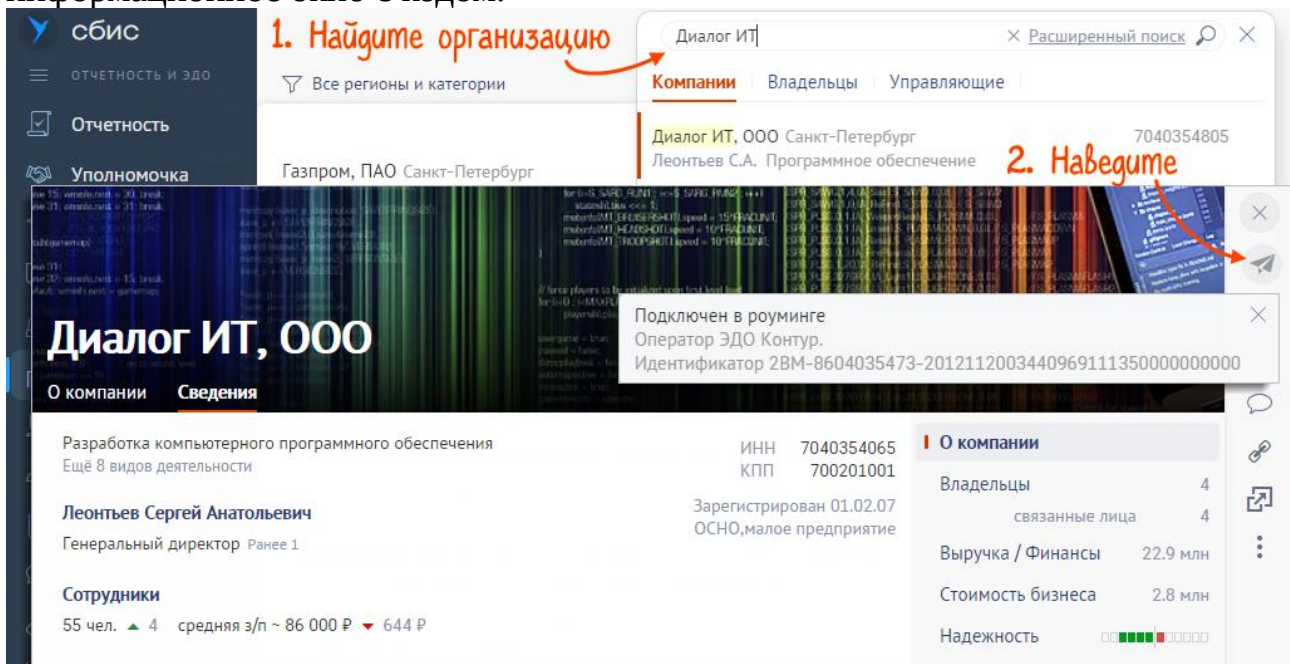 информационное окно с ИдЭДО.
сбис
1. Найдите организацию
Диалог ИТ
Расширенный поиск
ОТЧЕТНОСТЬ И ЭДО
Все регионы и категории
Компании Владельцы Управляющие
Отчетность
Диалог ИТ, ООО Санкт-Петербург 7040354805
Леонтьев С.А. Программное обеспечение
2. Наведите
Уполномочка
Газпром, ПАО Санкт-Петербург
Подключен в роуминге
Оператор ЭДО Контур.
Идентификатор 2BM-8604035473-2012112003440969111350000000000
Диалог ИТ, ООО
О компании Сведения
Разработка компьютерного программного обеспечения
Ещё 8 видов деятельности
ИНН 7040354065
КПП 700201001
Зарегистрирован 01.02.07
ОСНО,малое предприятие
Леонтьев Сергей Анатольевич
Генеральный директор Ранее 1
Сотрудники
55 чел. 4 средняя з/п ~ 86 000 ₽ 644 ₽
О компании
Владельцы 4
связанные лица 4
Выручка / Финансы 22.9 млн
Стоимость бизнеса 2.8 млн
Надежность